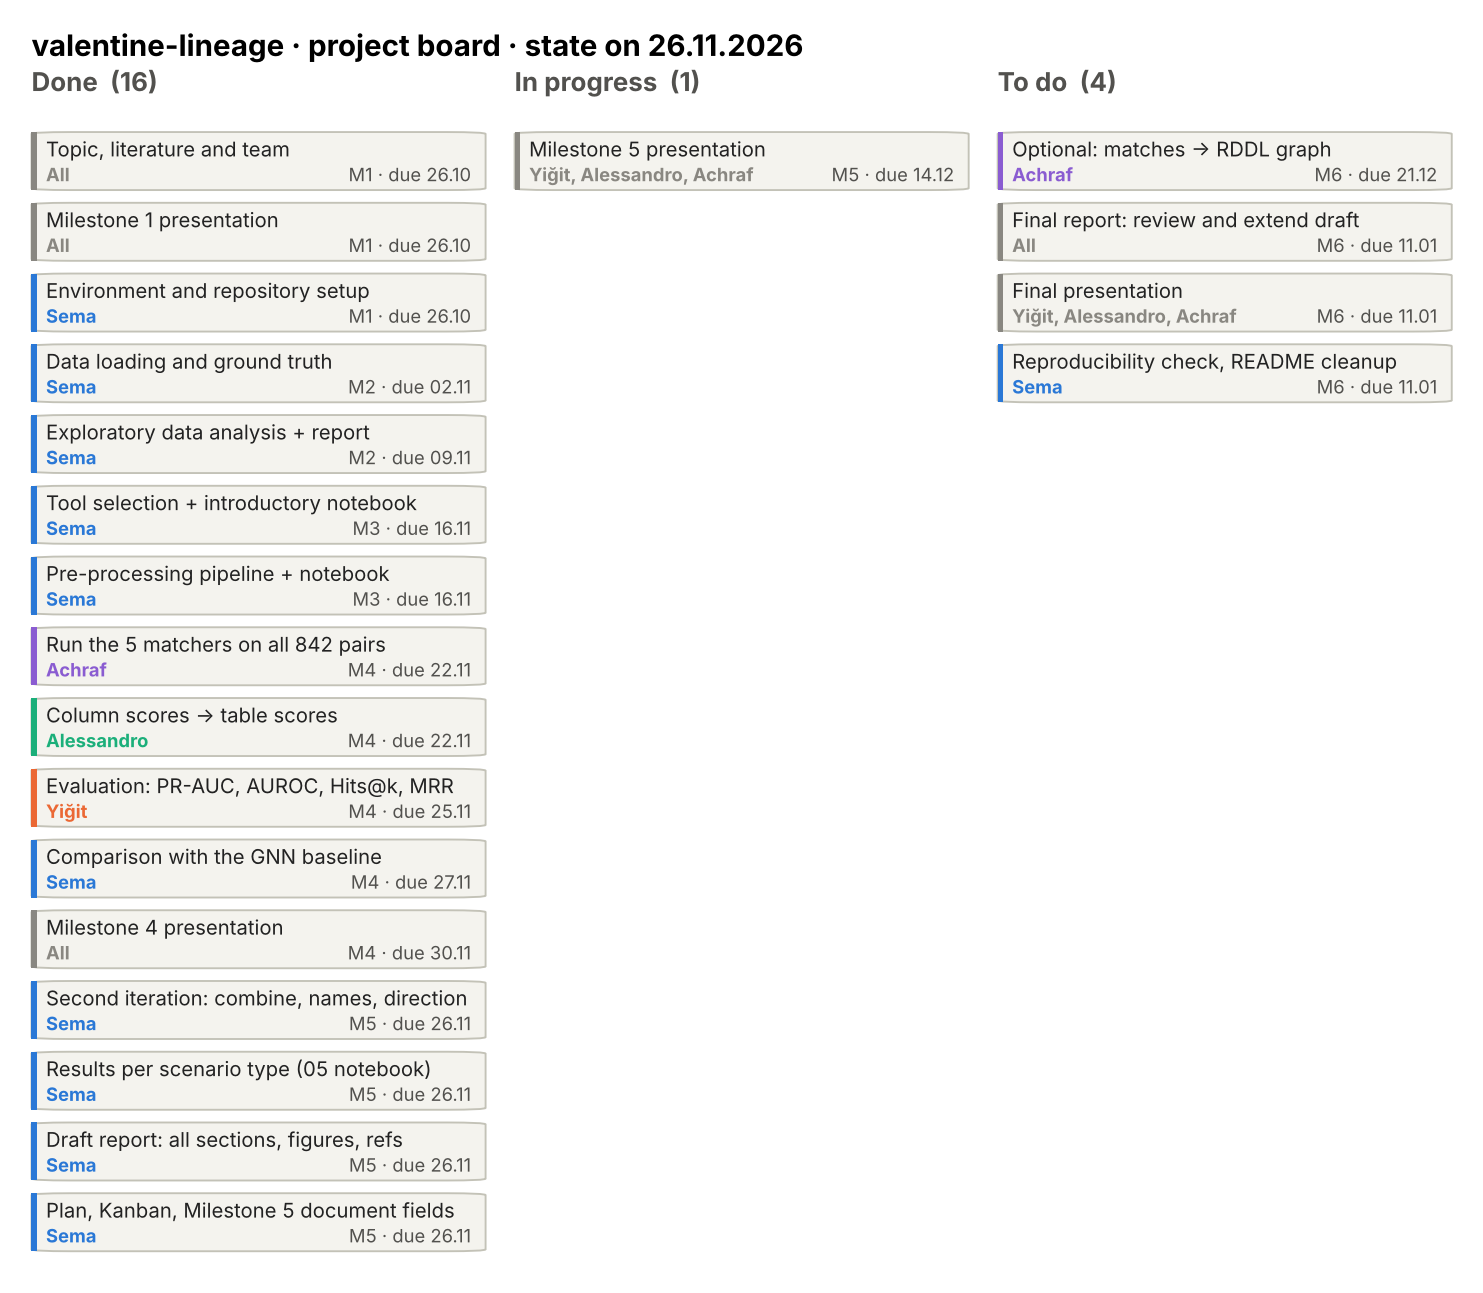 valentine-lineage · project board · state on 26.11.2026
Done (16)
Topic, literature and team
All M1 · due 26.10
Milestone 1 presentation
All M1 · due 26.10
Environment and repository setup
Sema M1 · due 26.10
Data loading and ground truth
Sema M2 · due 02.11
Exploratory data analysis + report
Sema M2 · due 09.11
Tool selection + introductory notebook
Sema M3 · due 16.11
Pre-processing pipeline + notebook
Sema M3 · due 16.11
Run the 5 matchers on all 842 pairs
Achraf M4 · due 22.11
Column scores → table scores
Alessandro M4 · due 22.11
Evaluation: PR-AUC, AUROC, Hits@k, MRR
Yiğit M4 · due 25.11
Comparison with the GNN baseline
Sema M4 · due 27.11
Milestone 4 presentation
All M4 · due 30.11
Second iteration: combine, names, direction
Sema M5 · due 26.11
Results per scenario type (05 notebook)
Sema M5 · due 26.11
Draft report: all sections, figures, refs
Sema M5 · due 26.11
Plan, Kanban, Milestone 5 document fields
Sema M5 · due 26.11
In progress (1)
Milestone 5 presentation
Yiğit, Alessandro, Achraf M5 · due 14.12
To do (4)
Optional: matches → RDDL graph
Achraf M6 · due 21.12
Final report: review and extend draft
All M6 · due 11.01
Final presentation
Yiğit, Alessandro, Achraf M6 · due 11.01
Reproducibility check, README cleanup
Sema M6 · due 11.01